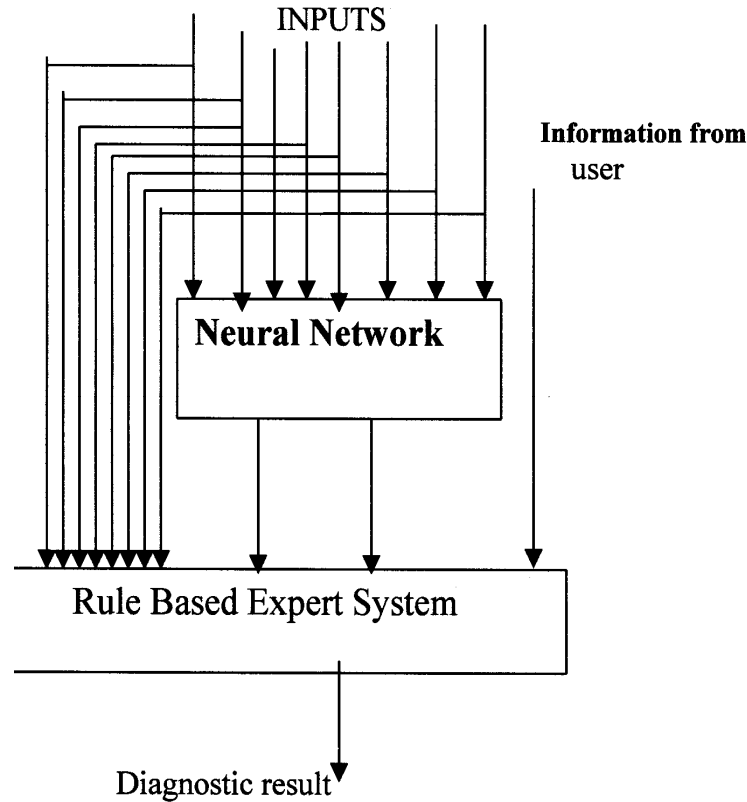 INPUTS
Information from
user
Neural Network
Rule Based Expert System
Diagnostic result